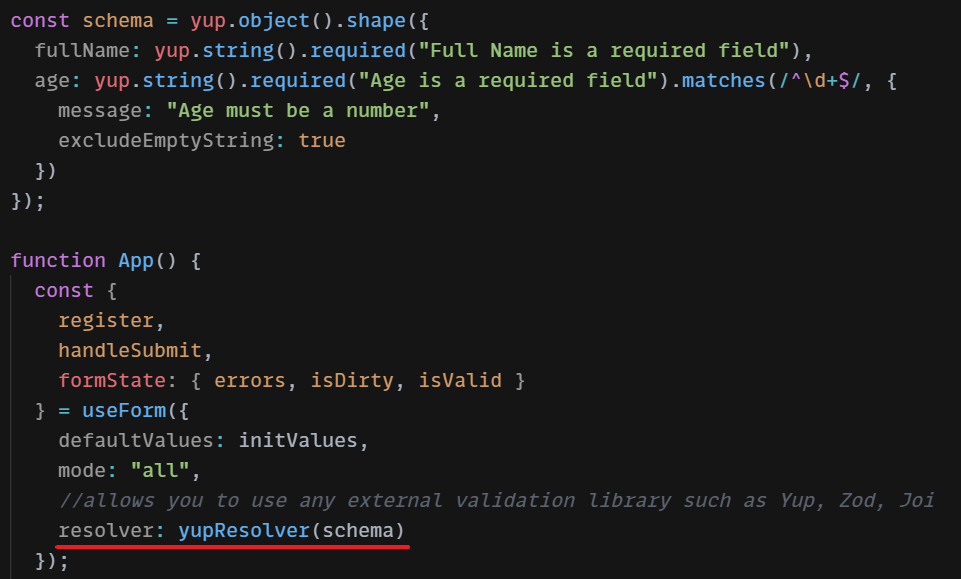 const schema = yup.object().shape({
  fullName: yup.string().required("Full Name is a required field"),
  age: yup.string().required("Age is a required field").matches(/^\d+$/, {
    message: "Age must be a number",
    excludeEmptyString: true
  })
});

function App() {
  const {
    register,
    handleSubmit,
    formState: { errors, isDirty, isValid }
  } = useForm({
    defaultValues: initValues,
    mode: "all",
    //allows you to use any external validation library such as Yup, Zod, Joi
    resolver: yupResolver(schema)
  });